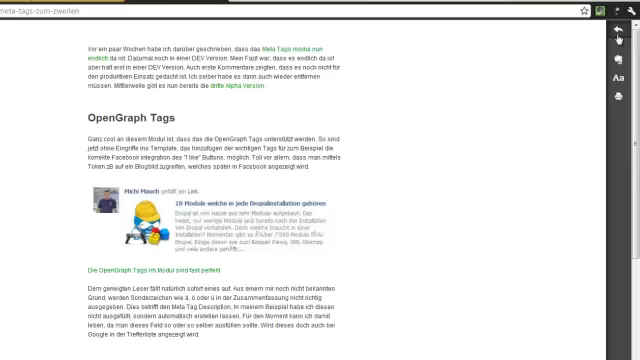 meta-tags-zum-zweiten
Vor ein paar Wochen habe ich darüber geschrieben, dass das Meta Tags modul nun
endlich da ist. Dazumal noch in einer DEV Version. Mein Fazit war, dass es endlich da ist
aber halt erst in einer DEV Version. Auch erste Kommentare zeigten, dass es noch nicht für
den produktiven Einsatz gedacht ist. Ich selber habe es dann auch wieder entfernen
müssen. Mittlerweile gibt es nun bereits die dritte Alpha Version .
OpenGraph Tags
Ganz cool an diesem Modul ist, dass das die OpenGraph Tags unterstützt werden. So sind
jetzt ohne Eingriffe ins Template, das hinzufügen der wichtigen Tags für zum Beispiel die
korrekte Facebook integration des "I like" Buttons, möglich. Toll vor allem, dass man mittels
Token zB auf ein Blogbild zugreifen, welches später in Facebook angezeigt wird.
Michi Mauch gefällt ein Link.
10 Module welche in jede Drupalinstallation gehören
Drupal ist von Hause aus sehr Modular aufgebaut. Das
heisst, nur wenige Module sind bereits nach der Installation
von Drupal vorhanden. Doch welche braucht in einer
Installation? Momentan gibt es
Drupal. Einige davon wie zum Beispiel Views, XML-Sitemap
und viele andere
Die OpenGraph Tags im Modul sind fast perfekt
Dem geneigten Leser fällt natürlich sofort eines auf. Aus einem mir noch nicht bekannten
Grund, werden Sonderzeichen wie ä, ö oder ü in der Zusammenfassung nicht richtig
ausgegeben. Dies betrifft den Meta Tag Description. In meinem Beispiel habe ich diesen
nicht ausgefüllt, sondern automatisch erstellen lassen. Für den Moment kann ich damit
leben, da man dieses Feld so oder so selber ausfüllen sollte. Wird dieses doch auch bei
Google in der Trefferliste angezeigt wird.
Aa